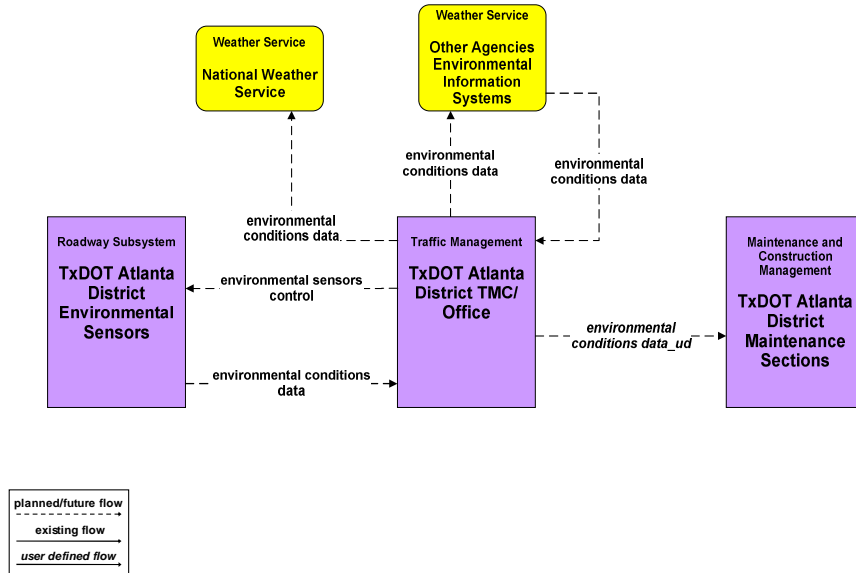 Weather Service
National Weather
Service
Weather Service
Other Agencies
Environmental
Information
Systems
environmental
conditions data
environmental
conditions data
environmental
conditions data
Roadway Subsystem
TxDOT Atlanta
District
Environmental
Sensors
environmental sensors
control
environmental conditions
data
Traffic Management
TxDOT Atlanta
District TMC/
Office
environmental
conditions data_ud
Maintenance and
Construction
Management
TxDOT Atlanta
District
Maintenance
Sections
planned/future flow
existing flow
user defined flow